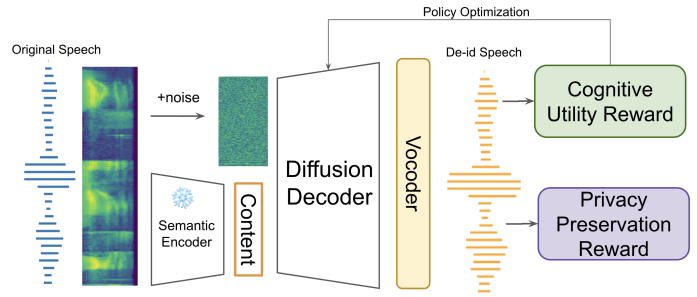 Policy Optimization
Original Speech
De-id Speech
+noise
Cognitive
Utility Reward
Diffusion
Decoder
Vocoder
Semantic
Encoder
Content
Privacy
Preservation
Reward